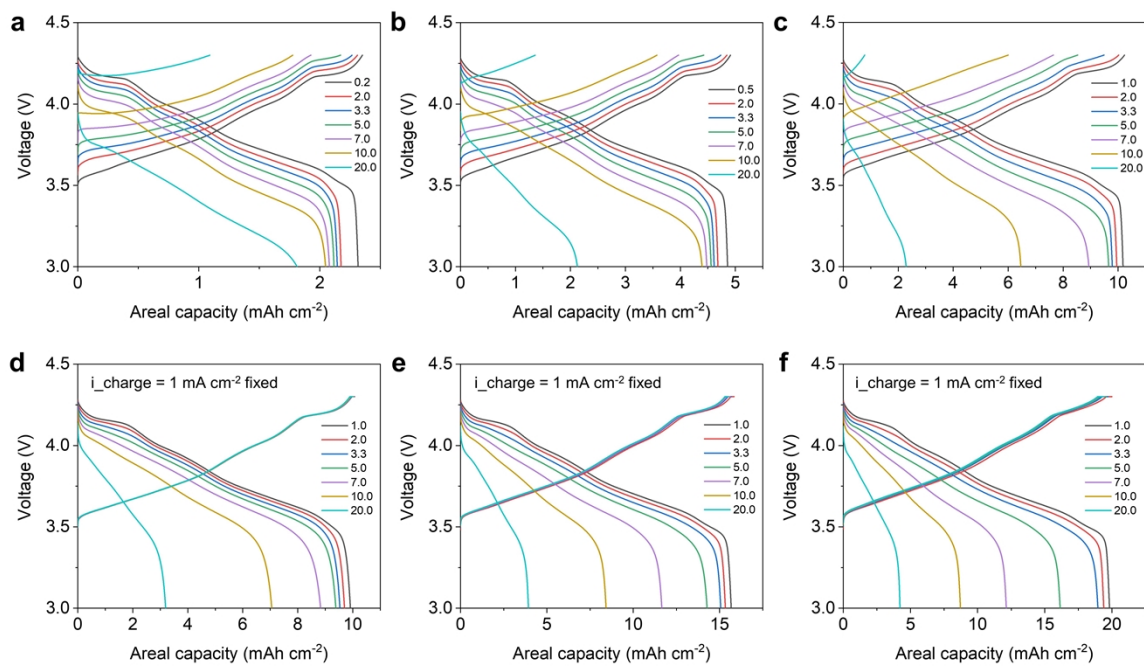 a
4.5
4.0
3.5
3.0
Voltage (V)
0.2
2.0
3.3
5.0
7.0
10.0
20.0
0 1 2
Areal capacity (mAh cm-2)
b
4.5
4.0
3.5
3.0
Voltage (V)
0.5
2.0
3.3
5.0
7.0
10.0
20.0
0 1 2 3 4 5
Areal capacity (mAh cm-2)
c
4.5
4.0
3.5
3.0
Voltage (V)
1.0
2.0
3.3
5.0
7.0
10.0
20.0
0 2 4 6 8 10
Areal capacity (mAh cm-2)
d
4.5
4.0
3.5
3.0
Voltage (V)
i_charge = 1 mA cm-2 fixed
1.0
2.0
3.3
5.0
7.0
10.0
20.0
0 2 4 6 8 10
Areal capacity (mAh cm-2)
e
4.5
4.0
3.5
3.0
Voltage (V)
i_charge = 1 mA cm-2 fixed
1.0
2.0
3.3
5.0
7.0
10.0
20.0
0 5 10 15
Areal capacity (mAh cm-2)
f
4.5
4.0
3.5
3.0
Voltage (V)
i_charge = 1 mA cm-2 fixed
1.0
2.0
3.3
5.0
7.0
10.0
20.0
0 5 10 15 20
Areal capacity (mAh cm-2)